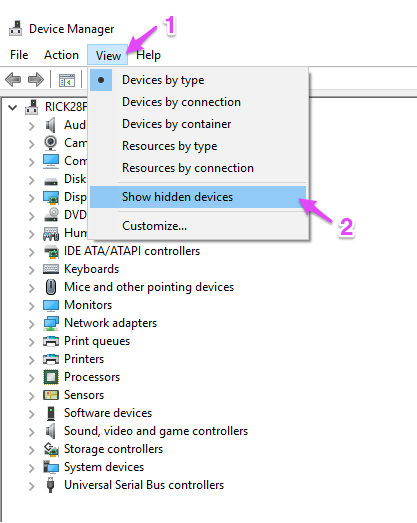 Device Manager
1
File Action View Help
Devices by type
Devices by connection
Devices by container
Resources by type
Resources by connection
Show hidden devices
Customize...
2
RICK28F
Aud
Cam
Com
Disk
Disp
DVD
Hum
IDE ATA/ATAPI controllers
Keyboards
Mice and other pointing devices
Monitors
Network adapters
Print queues
Printers
Processors
Sensors
Software devices
Sound, video and game controllers
Storage controllers
System devices
Universal Serial Bus controllers